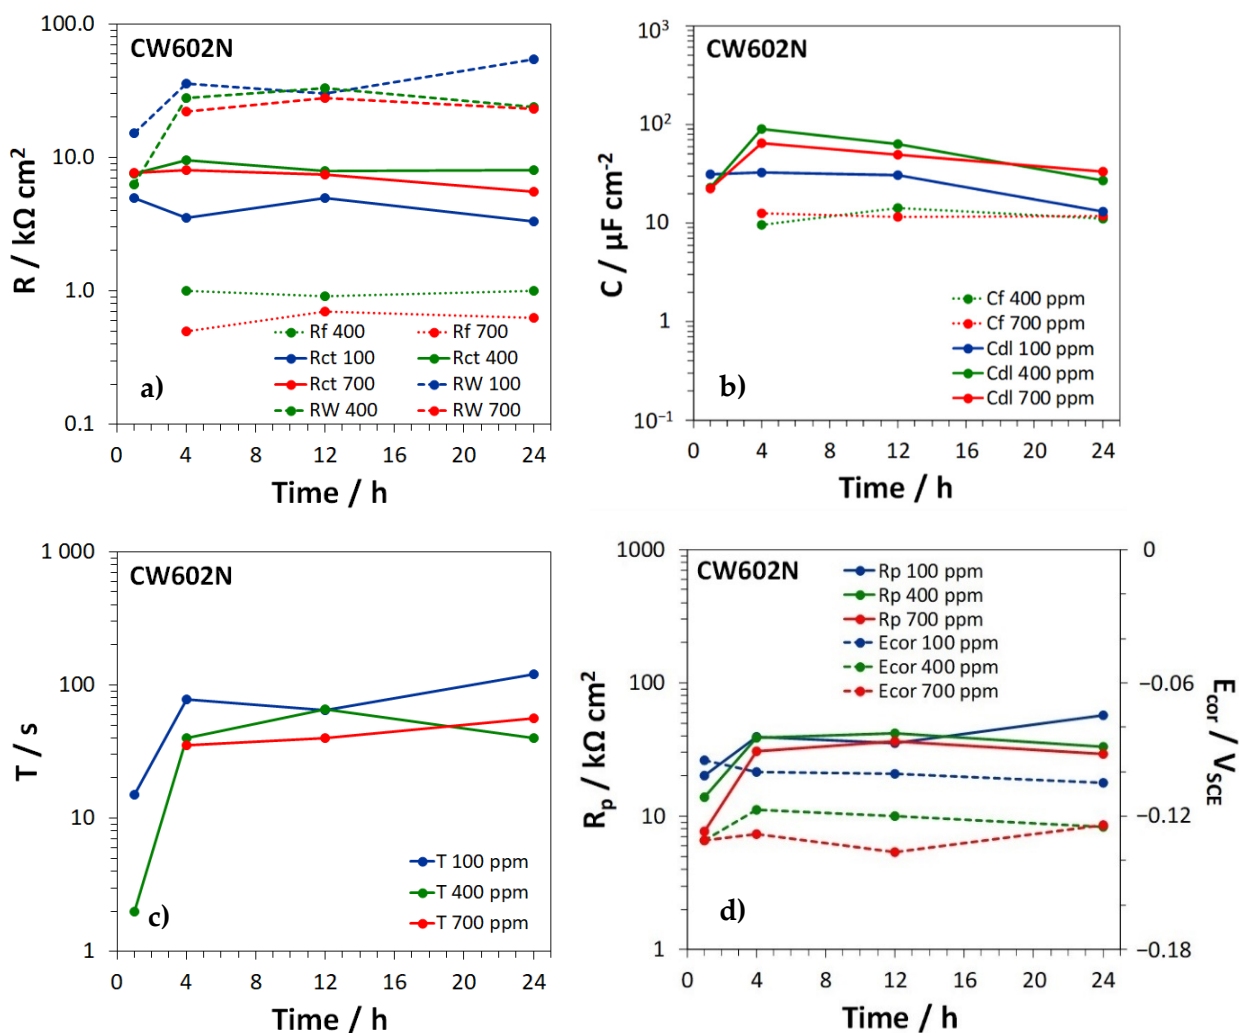 CW602N
R / kΩ cm²
100.0
10.0
1.0
0.1
Rf 400
Rf 700
Rct 100
Rct 400
Rct 700
RW 100
RW 400
RW 700
a)
0 4 8 12 16 20 24
Time / h
CW602N
C / µF cm⁻²
10³
10²
10
1
10⁻¹
Cf 400 ppm
Cf 700 ppm
Cdl 100 ppm
Cdl 400 ppm
Cdl 700 ppm
b)
0 4 8 12 16 20 24
Time / h
CW602N
T / s
1 000
100
10
1
T 100 ppm
T 400 ppm
T 700 ppm
c)
0 4 8 12 16 20 24
Time / h
CW602N
Rₚ / kΩ cm²
1000
100
10
1
Rp 100 ppm
Rp 400 ppm
Rp 700 ppm
Ecor 100 ppm
Ecor 400 ppm
Ecor 700 ppm
0
−0.06
−0.12
−0.18
E_cor / V_SCE
d)
0 4 8 12 16 20 24
Time / h